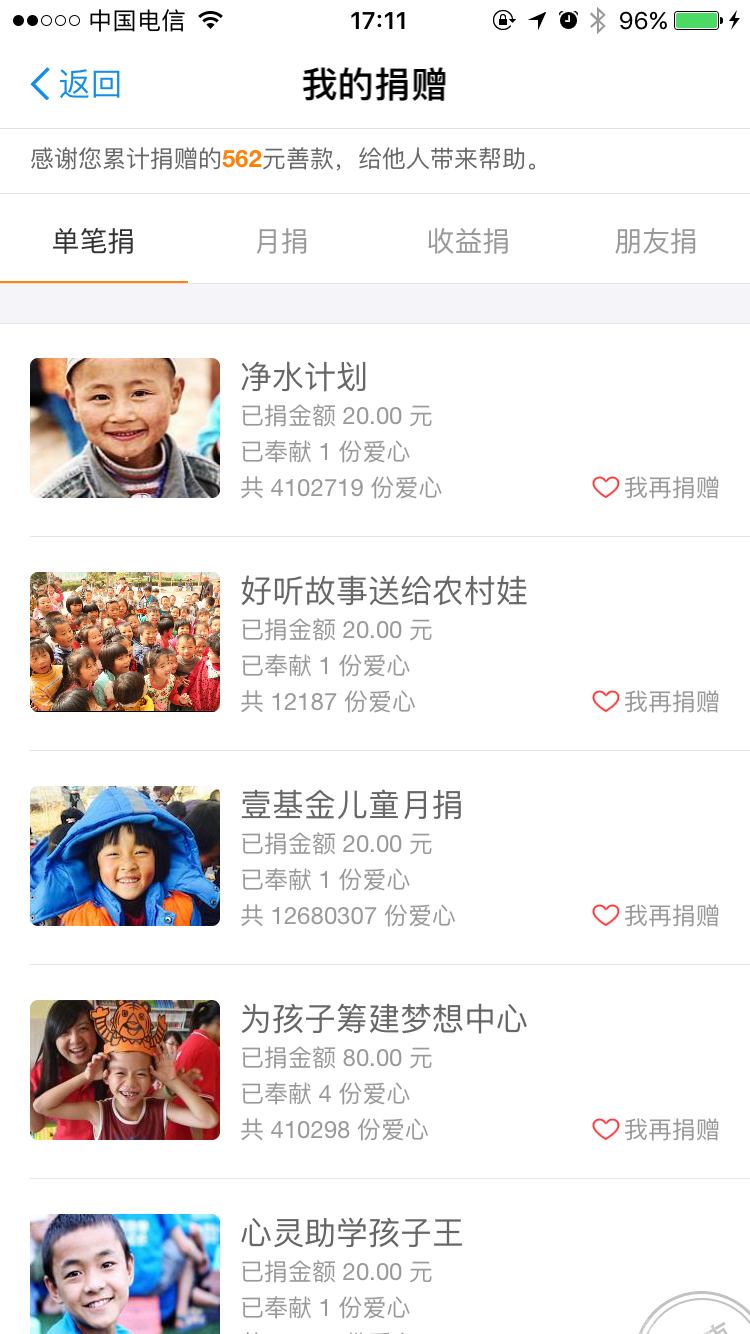 中国电信 17:11 96%
返回 我的捐赠
感谢您累计捐赠的562元善款，给他人带来帮助。
单笔捐 月捐 收益捐 朋友捐
净水计划
已捐金额 20.00 元
已奉献 1 份爱心
共 4102719 份爱心 我再捐赠
好听故事送给农村娃
已捐金额 20.00 元
已奉献 1 份爱心
共 12187 份爱心 我再捐赠
壹基金儿童月捐
已捐金额 20.00 元
已奉献 1 份爱心
共 12680307 份爱心 我再捐赠
为孩子筹建梦想中心
已捐金额 80.00 元
已奉献 4 份爱心
共 410298 份爱心 我再捐赠
心灵助学孩子王
已捐金额 20.00 元
已奉献 1 份爱心